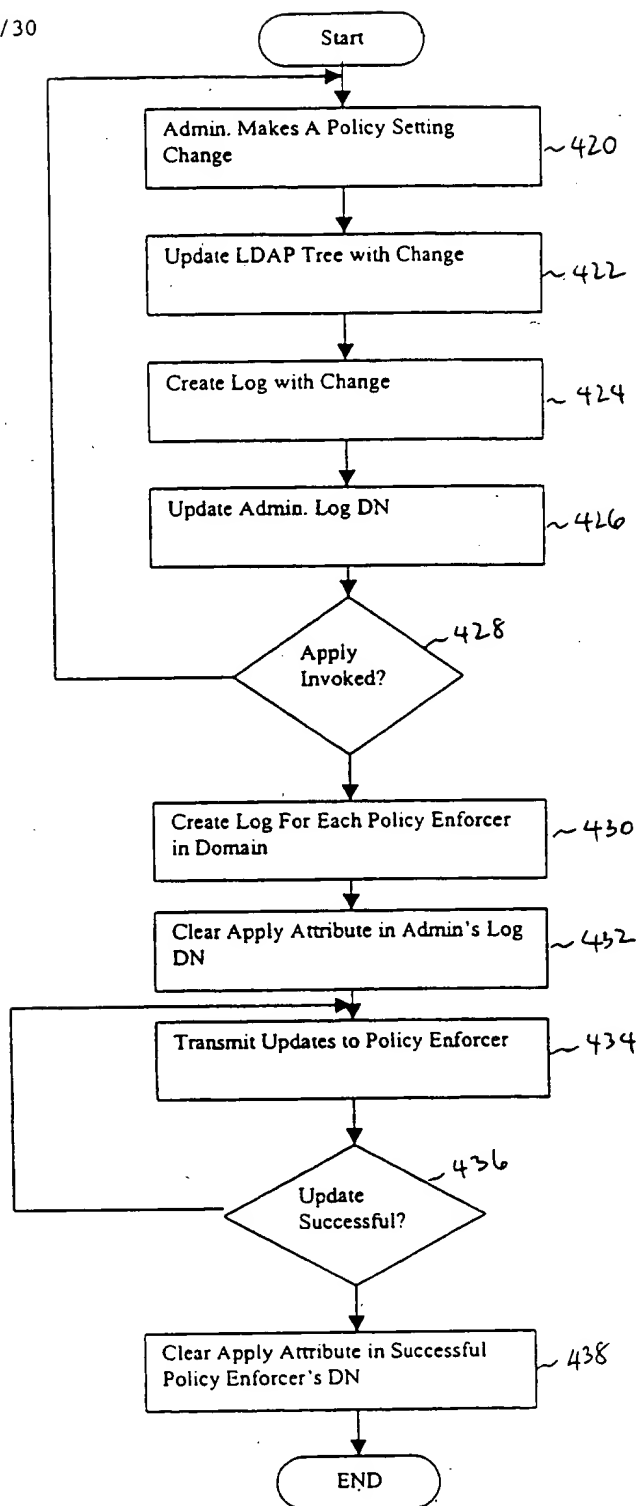 /30
Start
Admin. Makes A Policy Setting
Change
420
Update LDAP Tree with Change
422
Create Log with Change
424
Update Admin. Log DN
426
428
Apply
Invoked?
Create Log For Each Policy Enforcer
in Domain
430
Clear Apply Attribute in Admin's Log
DN
432
Transmit Updates to Policy Enforcer
434
436
Update
Successful?
Clear Apply Attribute in Successful
Policy Enforcer's DN
438
END